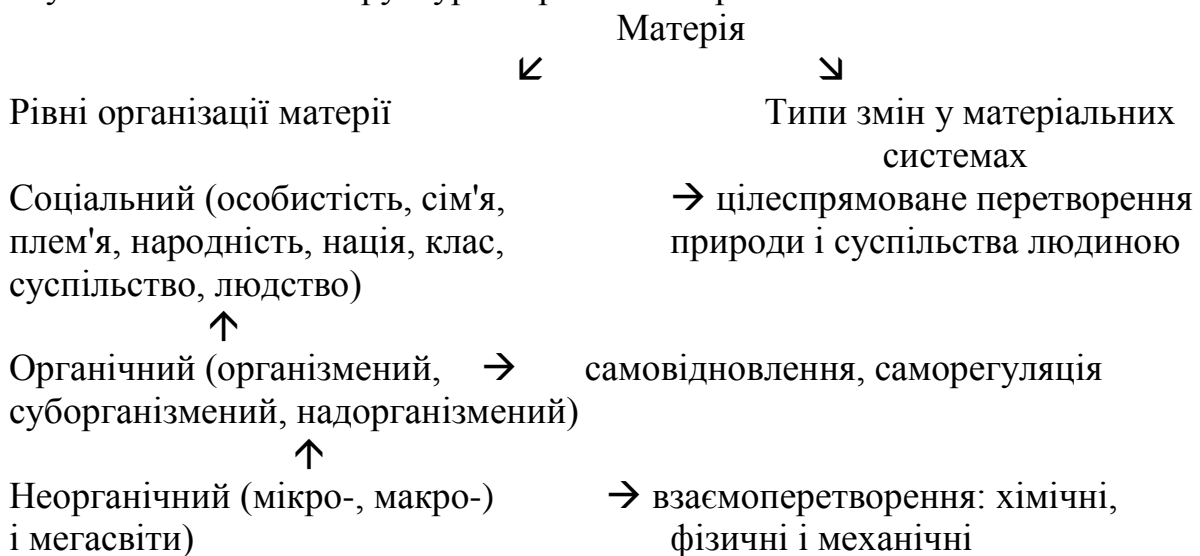 Матерія
↙ ↘
Рівні організації матерії Типи змін у матеріальних
системах
Соціальний (особистість, сім'я, → цілеспрямоване перетворення
плем'я, народність, нація, клас, природи і суспільства людиною
суспільство, людство)
↑
Органічний (організмений, → самовідновлення, саморегуляція
суборганізмений, надорганізмений)
↑
Неорганічний (мікро-, макро-) → взаємоперетворення: хімічні,
і мегасвіти) фізичні і механічні